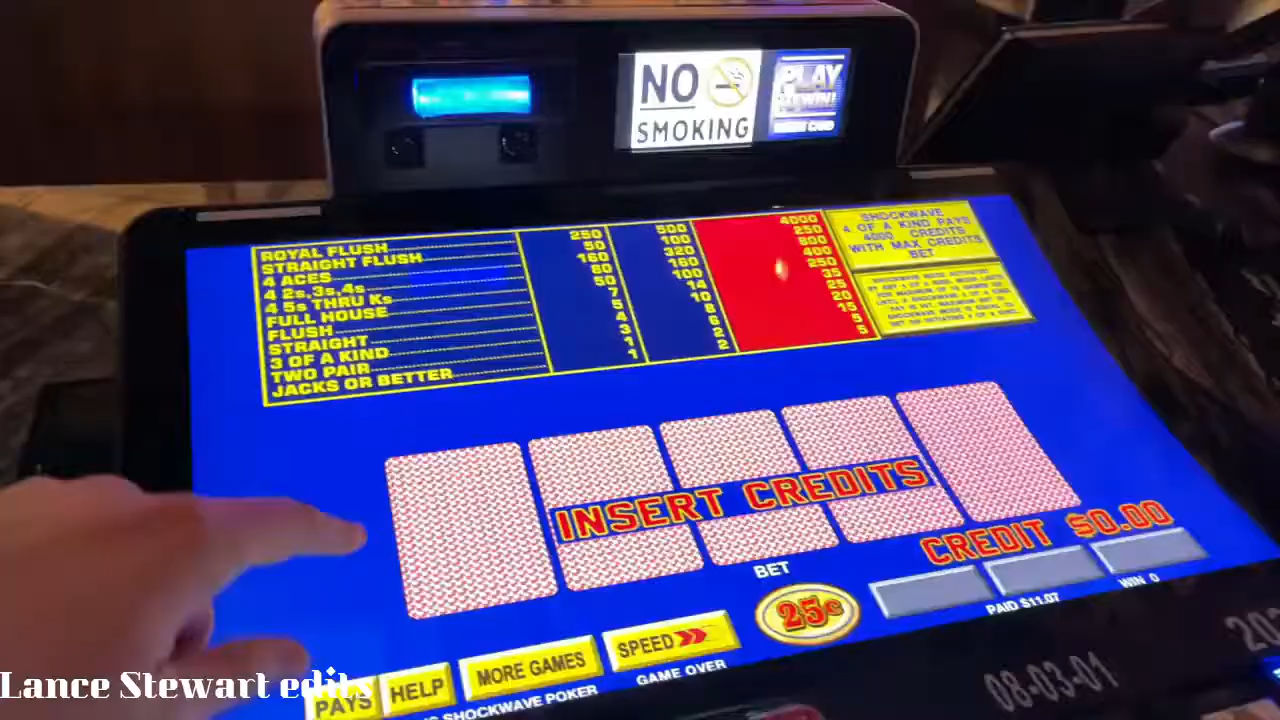 NO
SMOKING
PLAY
ROYAL FLUSH 250 500 4000
STRAIGHT FLUSH 50 100 250
4 ACES 160 320 800
4 2s,3s,4s 80 160 400
4 5s THRU Ks 50 100 250
FULL HOUSE 7 14 35
FLUSH 5 10 25
STRAIGHT 4 8 20
3 OF A KIND 3 6 15
TWO PAIR 1 2 5
JACKS OR BETTER 1 2 5
SHOCKWAVE
4 OF A KIND PAYS
4000 CREDITS
WITH MAX CREDITS
BET
INSERT CREDITS
CREDIT $0.00
BET
25¢
PAID $11.07
WIN 0
PAYS
HELP
MORE GAMES
SPEED
SHOCKWAVE POKER
GAME OVER
08-03-01
Lance Stewart edits